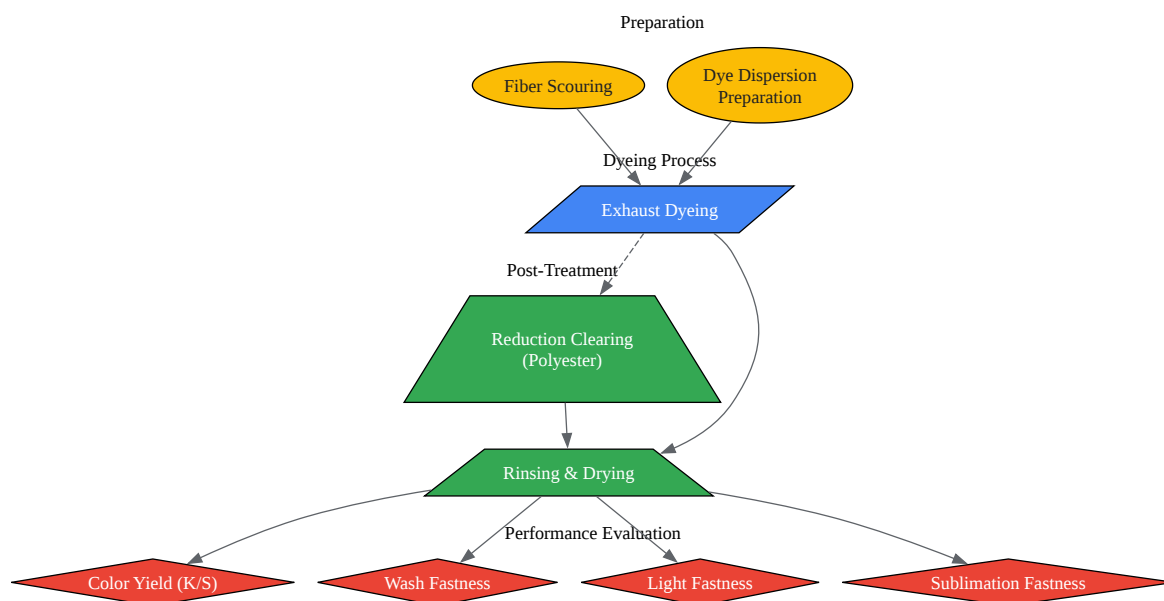 Preparation
Fiber Scouring
Dye Dispersion
Preparation
Dyeing Process
Exhaust Dyeing
Post-Treatment
Reduction Clearing
(Polyester)
Rinsing & Drying
Performance Evaluation
Color Yield (K/S)
Wash Fastness
Light Fastness
Sublimation Fastness